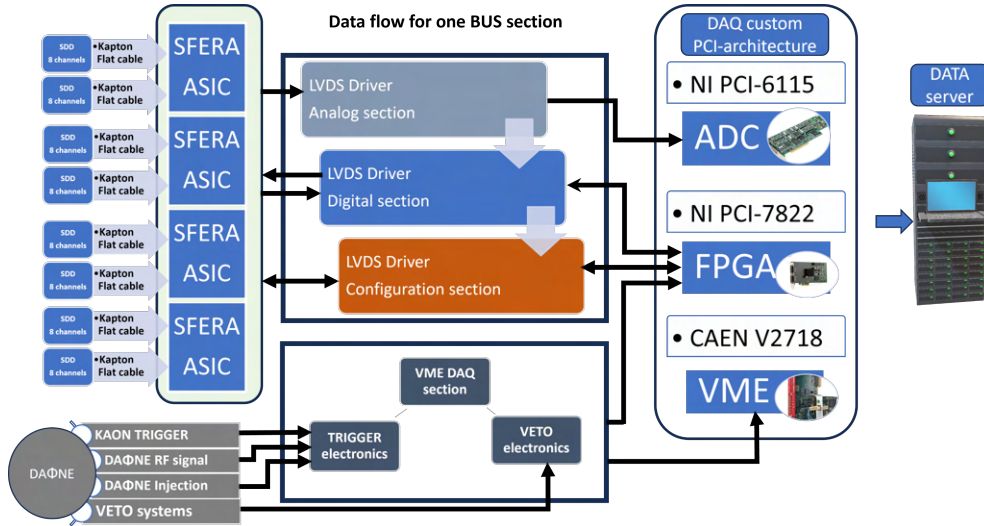 Data flow for one BUS section
SDD
8 channels
•Kapton
Flat cable
SDD
8 channels
•Kapton
Flat cable
SDD
8 channels
•Kapton
Flat cable
SDD
8 channels
•Kapton
Flat cable
SDD
8 channels
•Kapton
Flat cable
SDD
8 channels
•Kapton
Flat cable
SDD
8 channels
•Kapton
Flat cable
SDD
8 channels
•Kapton
Flat cable
SFERA
ASIC
SFERA
ASIC
SFERA
ASIC
SFERA
ASIC
LVDS Driver
Analog section
LVDS Driver
Digital section
LVDS Driver
Configuration section
VME DAQ
section
TRIGGER
electronics
VETO
electronics
DAΦNE
KAON TRIGGER
DAΦNE RF signal
DAΦNE Injection
VETO systems
DAQ custom
PCI-architecture
• NI PCI-6115
ADC
• NI PCI-7822
FPGA
• CAEN V2718
VME
DATA
server